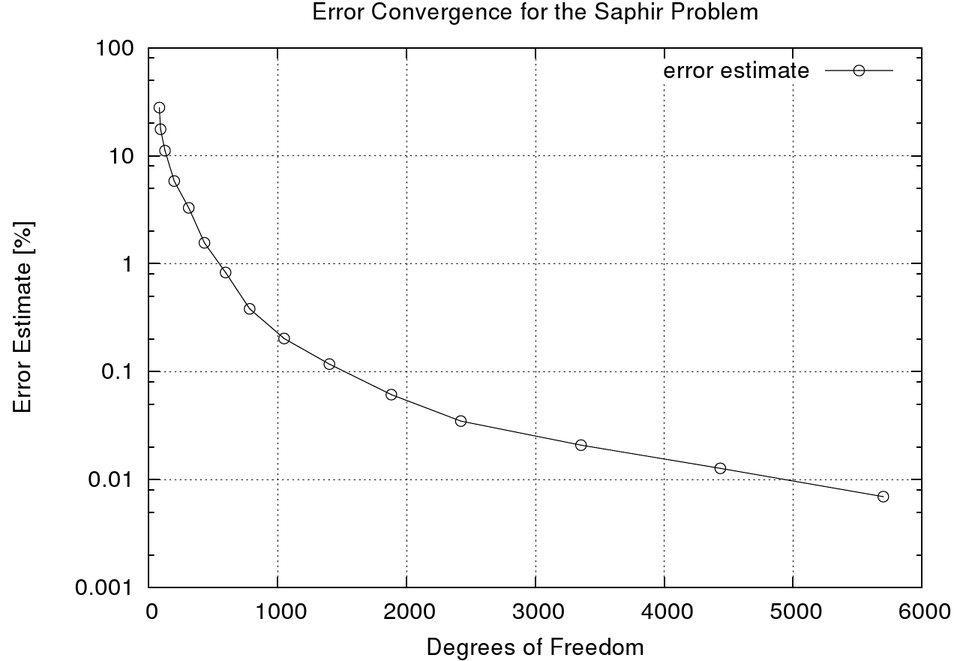 Error Convergence for the Saphir Problem
error estimate
100
10
1
0.1
0.01
0.001
Error Estimate [%]
0 1000 2000 3000 4000 5000 6000
Degrees of Freedom